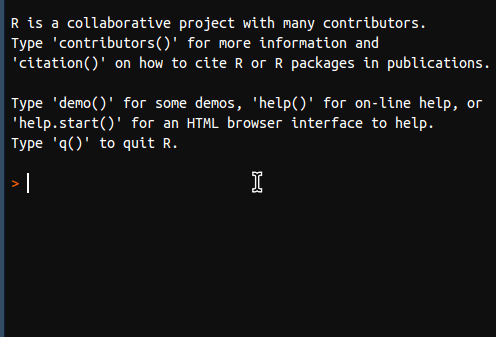 R is a collaborative project with many contributors.
Type 'contributors()' for more information and
'citation()' on how to cite R or R packages in publications.
Type 'demo()' for some demos, 'help()' for on-line help, or
'help.start()' for an HTML browser interface to help.
Type 'q()' to quit R.
>